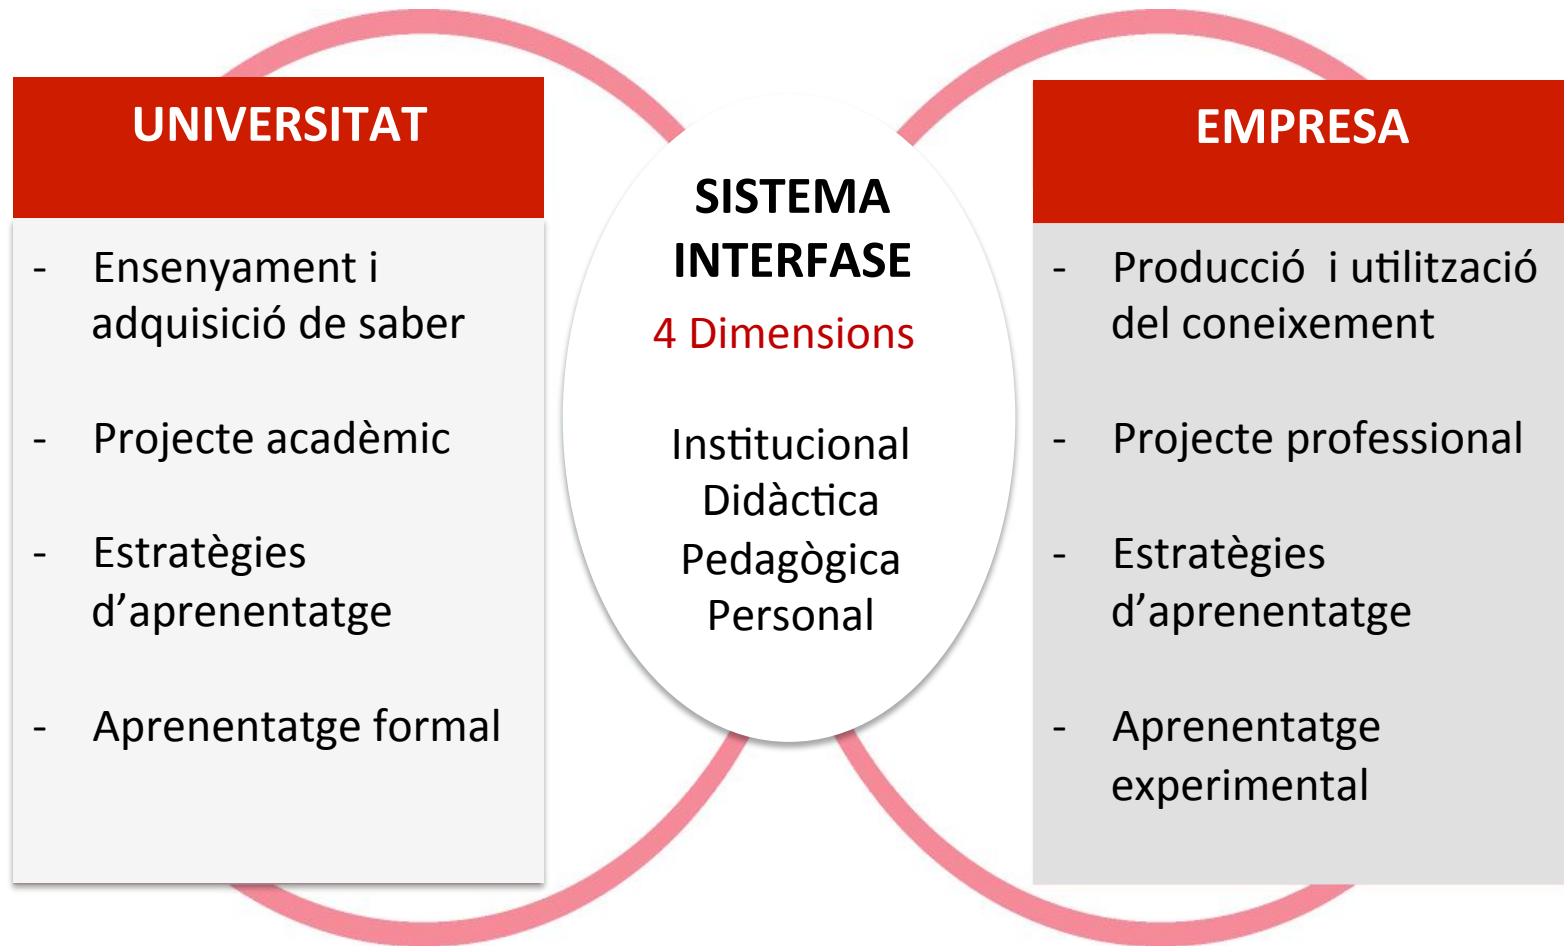 UNIVERSITAT
- Ensenyament i
adquisició de saber
- Projecte acadèmic
- Estratègies
d’aprenentatge
- Aprenentatge formal
SISTEMA
INTERFASE
4 Dimensions
Institucional
Didàctica
Pedagògica
Personal
EMPRESA
- Producció i utilització
del coneixement
- Projecte professional
- Estratègies
d’aprenentatge
- Aprenentatge
experimental